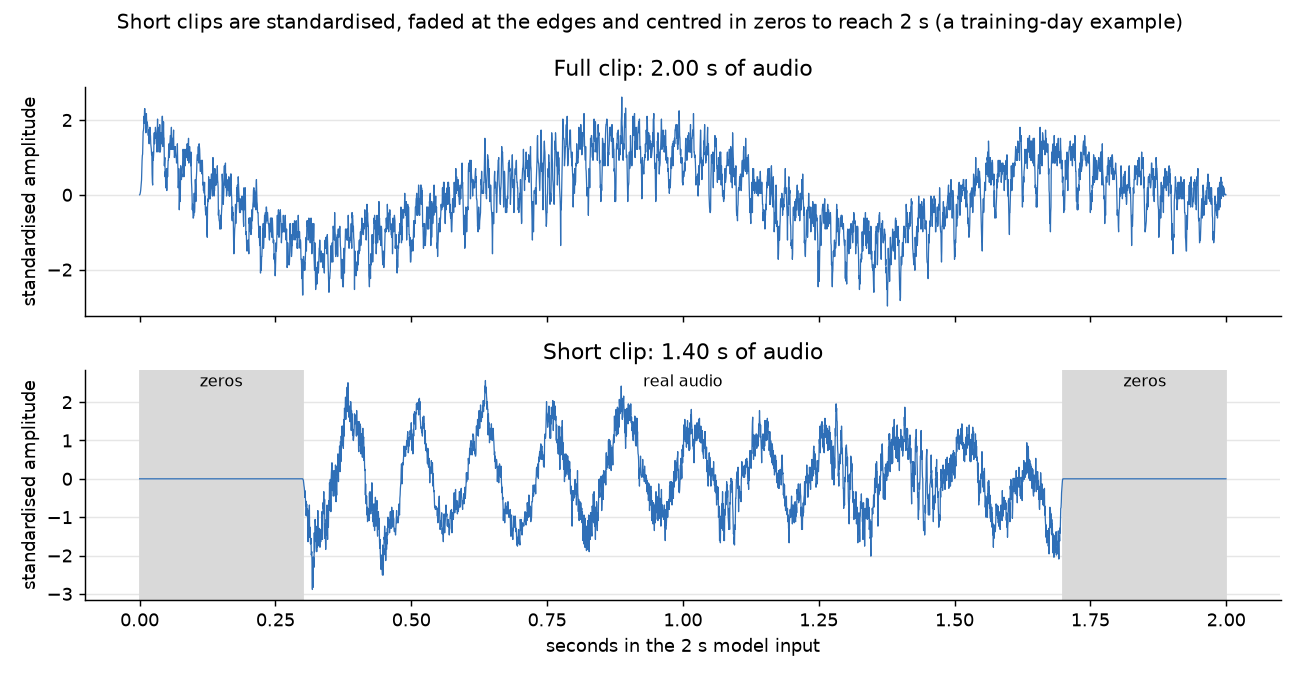 Short clips are standardised, faded at the edges and centred in zeros to reach 2 s (a training-day example)
Full clip: 2.00 s of audio
standardised amplitude
2
0
−2
Short clip: 1.40 s of audio
standardised amplitude
zeros
real audio
zeros
2
1
0
−1
−2
−3
0.00 0.25 0.50 0.75 1.00 1.25 1.50 1.75 2.00
seconds in the 2 s model input